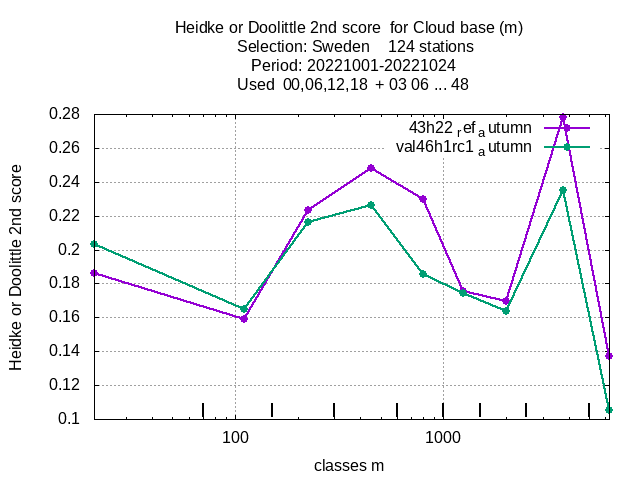 Heidke or Doolittle 2nd score  for Cloud base (m)
Selection: Sweden    124 stations
Period: 20221001-20221024
Used  00,06,12,18  + 03 06 ... 48
43h22 ref autumn
val46h1rc1 autumn
0.28
0.26
0.24
0.22
0.2
0.18
0.16
0.14
0.12
0.1
Heidke or Doolittle 2nd score
100
1000
classes m